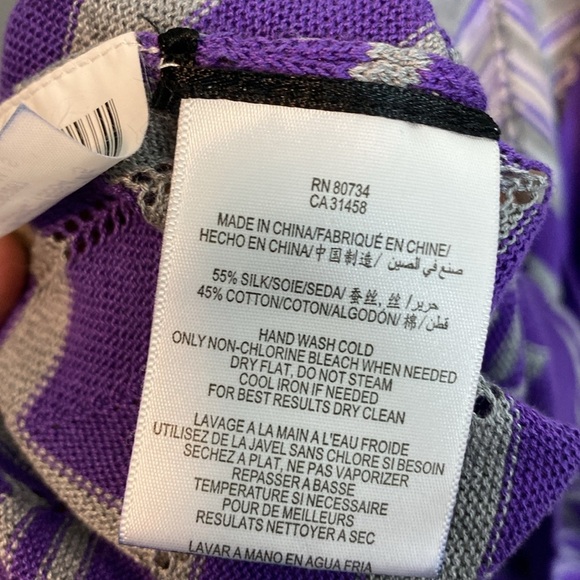 RN 80734
CA 31458
MADE IN CHINA/FABRIQUÉ EN CHINE/
HECHO EN CHINA/中国制造/ صنع في الصين
55% SILK/SOIE/SEDA/ 蚕丝, 丝 /حرير/
45% COTTON/COTON/ALGODÓN/ 棉/قطن/
HAND WASH COLD
ONLY NON-CHLORINE BLEACH WHEN NEEDED
DRY FLAT, DO NOT STEAM
COOL IRON IF NEEDED
FOR BEST RESULTS DRY CLEAN
LAVAGE A LA MAIN A L'EAU FROIDE
UTILISEZ DE LA JAVEL SANS CHLORE SI BESOIN
SECHEZ A PLAT, NE PAS VAPORIZER
REPASSER A BASSE
TEMPERATURE SI NECESSAIRE
POUR DE MEILLEURS
RESULATS NETTOYER A SEC
LAVAR A MANO EN AGUA FRIA